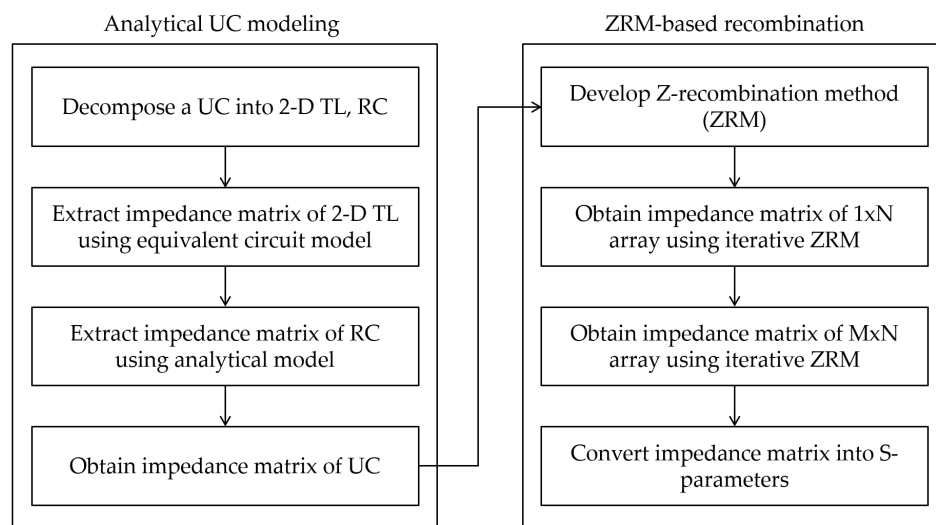 Analytical UC modeling
Decompose a UC into 2-D TL, RC
Extract impedance matrix of 2-D TL
using equivalent circuit model
Extract impedance matrix of RC
using analytical model
Obtain impedance matrix of UC
ZRM-based recombination
Develop Z-recombination method
(ZRM)
Obtain impedance matrix of 1xN
array using iterative ZRM
Obtain impedance matrix of MxN
array using iterative ZRM
Convert impedance matrix into S-
parameters